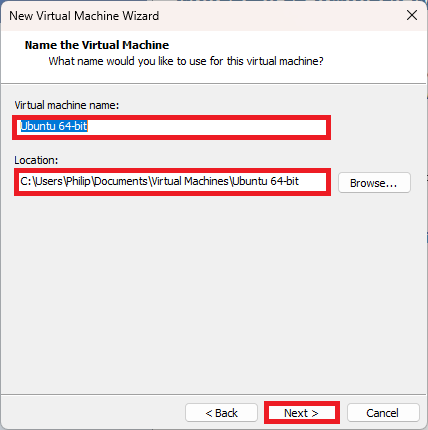 New Virtual Machine Wizard
Name the Virtual Machine
What name would you like to use for this virtual machine?
Virtual machine name:
Ubuntu 64-bit
Location:
C:\Users\Philip\Documents\Virtual Machines\Ubuntu 64-bit
Browse...
< Back
Next >
Cancel